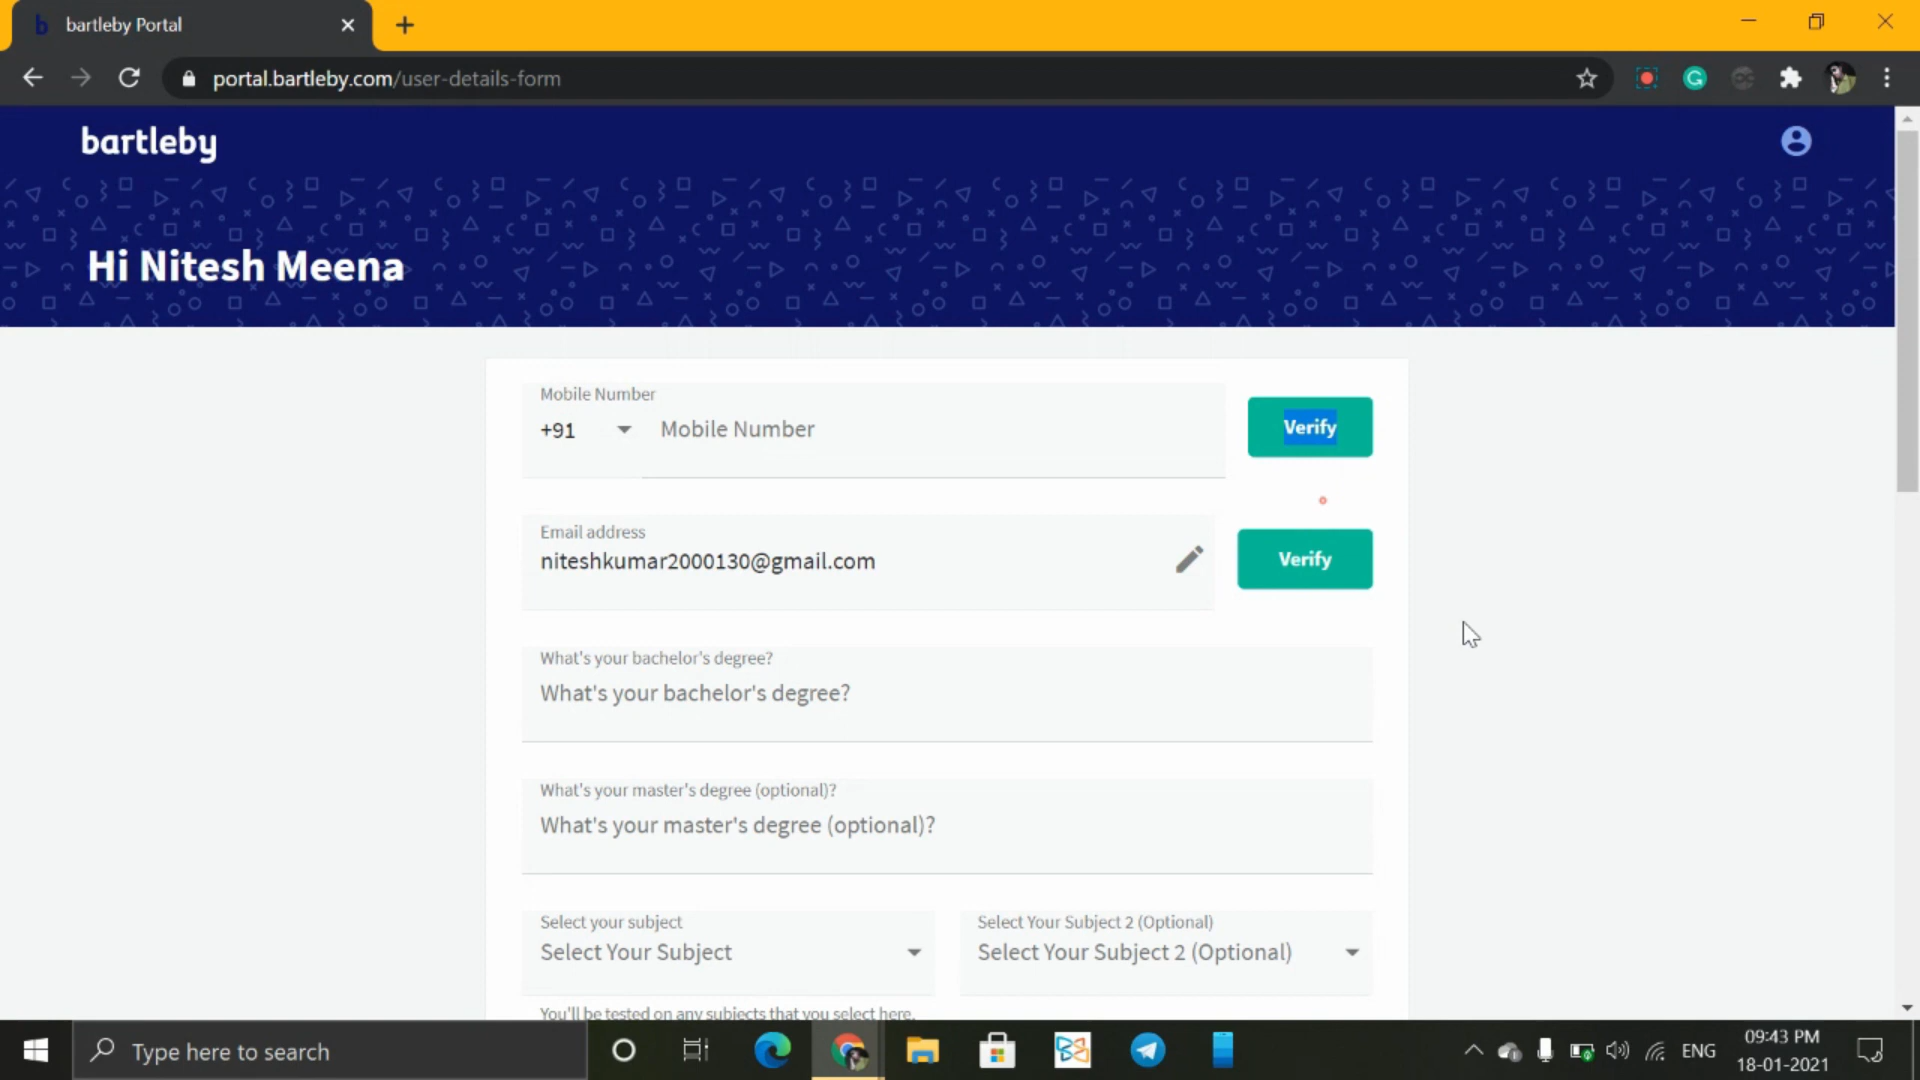 bartleby Portal
portal.bartleby.com/user-details-form
bartleby
Hi Nitesh Meena
Mobile Number
+91
Mobile Number
Verify
Email address
niteshkumar2000130@gmail.com
Verify
What's your bachelor's degree?
What's your bachelor's degree?
What's your master's degree (optional)?
What's your master's degree (optional)?
Select your subject
Select Your Subject
Select Your Subject 2 (Optional)
Select Your Subject 2 (Optional)
You'll be tested on any subjects that you select here.
Type here to search
ENG
09:43 PM
18-01-2021